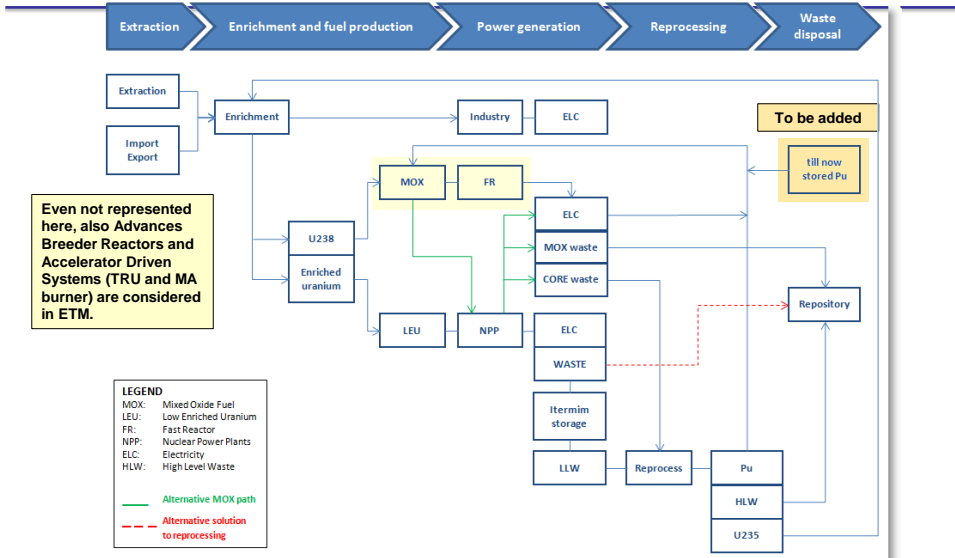 Extraction
Enrichment and fuel production
Power generation
Reprocessing
Waste
disposal
Extraction
Import
Export
Enrichment
Industry
ELC
To be added
till now
stored Pu
MOX
FR
Even not represented
here, also Advances
Breeder Reactors and
Accelerator Driven
Systems (TRU and MA
burner) are considered
in ETM.
U238
Enriched
uranium
ELC
MOX waste
CORE waste
Repository
LEU
NPP
ELC
WASTE
Itermim
storage
LLW
Reprocess
Pu
HLW
U235
LEGEND
MOX: Mixed Oxide Fuel
LEU: Low Enriched Uranium
FR: Fast Reactor
NPP: Nuclear Power Plants
ELC: Electricity
HLW: High Level Waste
Alternative MOX path
Alternative solution
to reprocessing